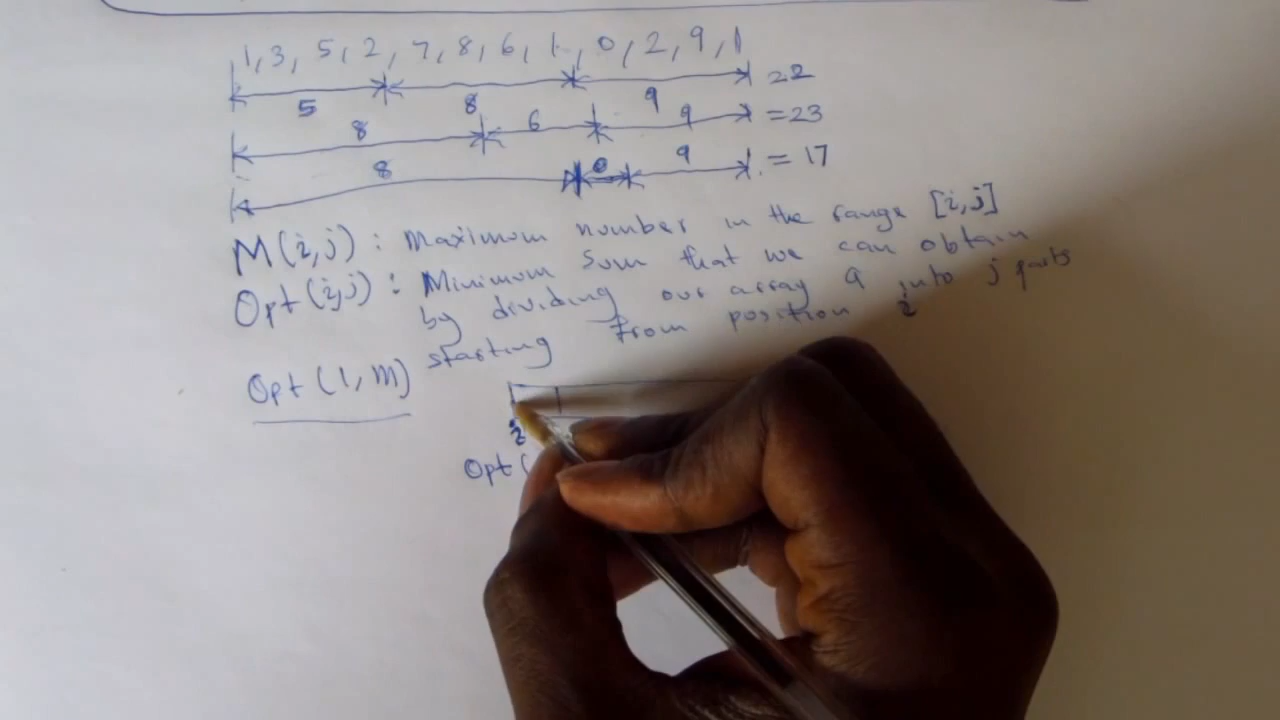 1, 3, 5, 2, 7, 8, 6, 1, 0, 2, 9, 1
5 8 9 = 22
8 6 9 = 23
8 0 9 = 17
M(i,j) : Maximum number in the range [i,j]
Opt(i,j) : Minimum sum that we can obtain
by dividing our array a into j parts
starting from position i
Opt(1,m)
i
Opt(